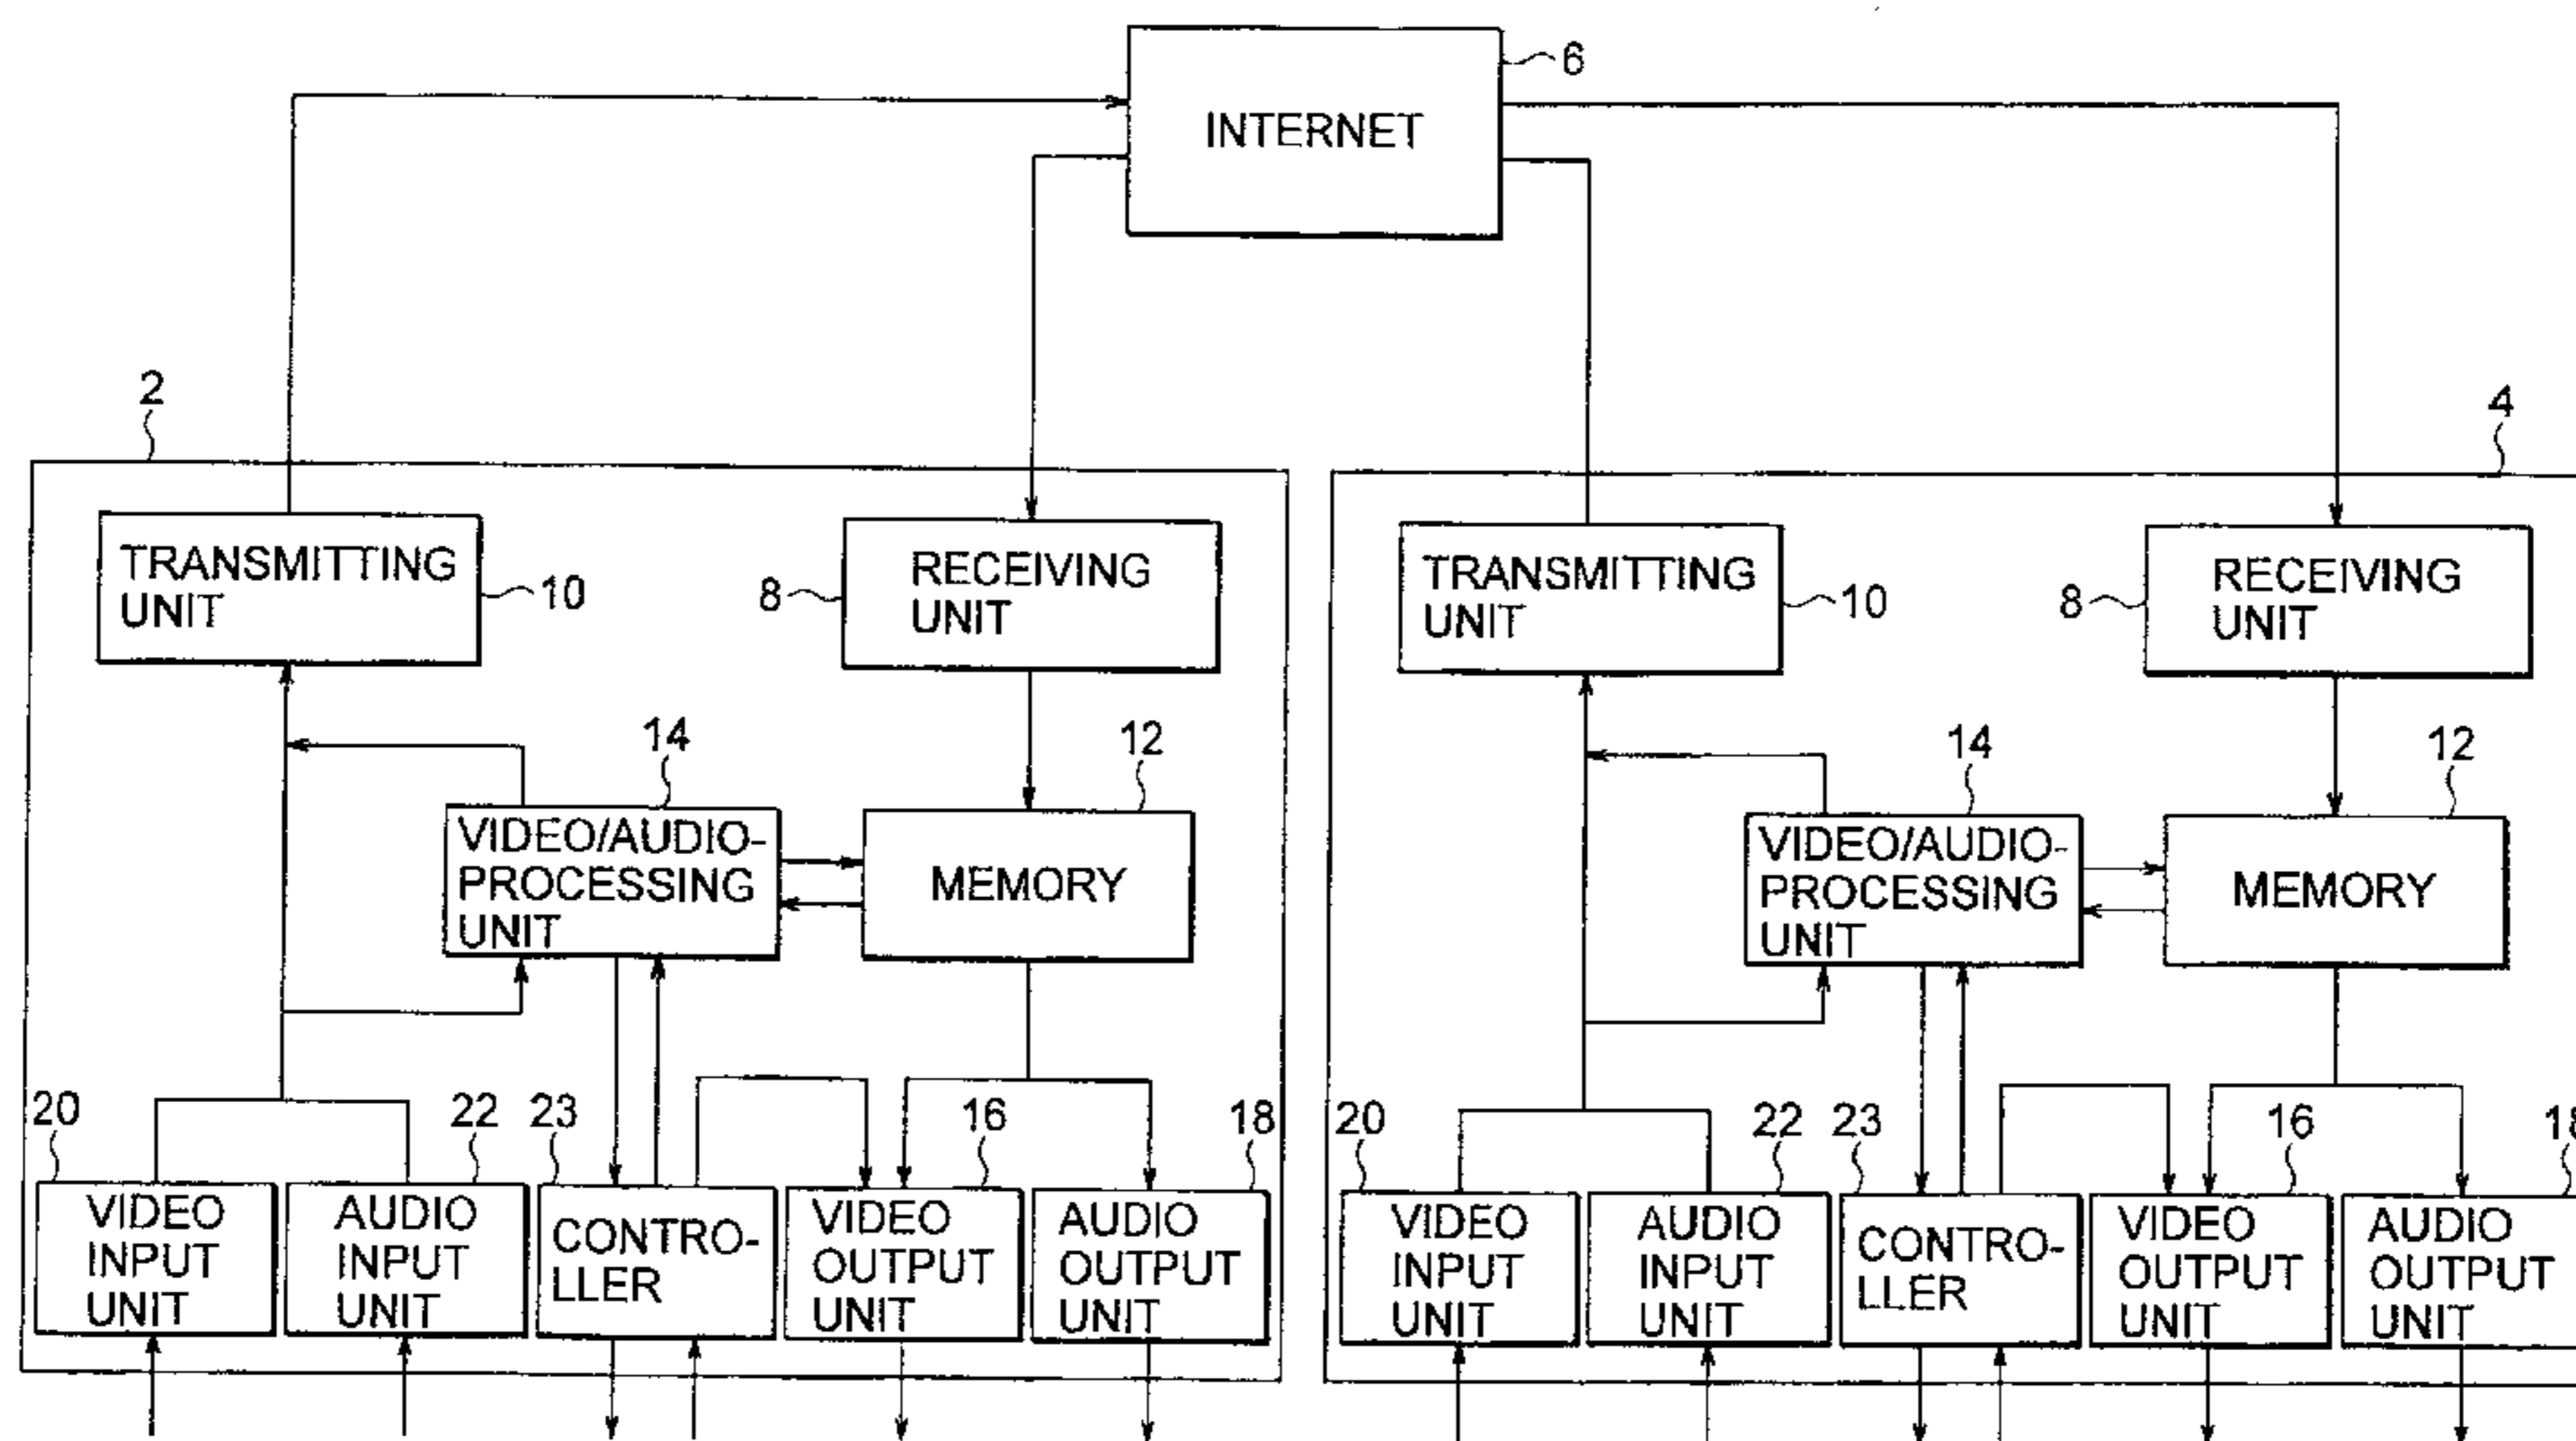 6
INTERNET
2
4
TRANSMITTING
UNIT
10
8
RECEIVING
UNIT
TRANSMITTING
UNIT
10
8
RECEIVING
UNIT
14
12
VIDEO/AUDIO-
PROCESSING
UNIT
MEMORY
14
12
VIDEO/AUDIO-
PROCESSING
UNIT
MEMORY
20
22
23
16
18
VIDEO
INPUT
UNIT
AUDIO
INPUT
UNIT
CONTRO-
LLER
VIDEO
OUTPUT
UNIT
AUDIO
OUTPUT
UNIT
20
22
23
16
18
VIDEO
INPUT
UNIT
AUDIO
INPUT
UNIT
CONTRO-
LLER
VIDEO
OUTPUT
UNIT
AUDIO
OUTPUT
UNIT